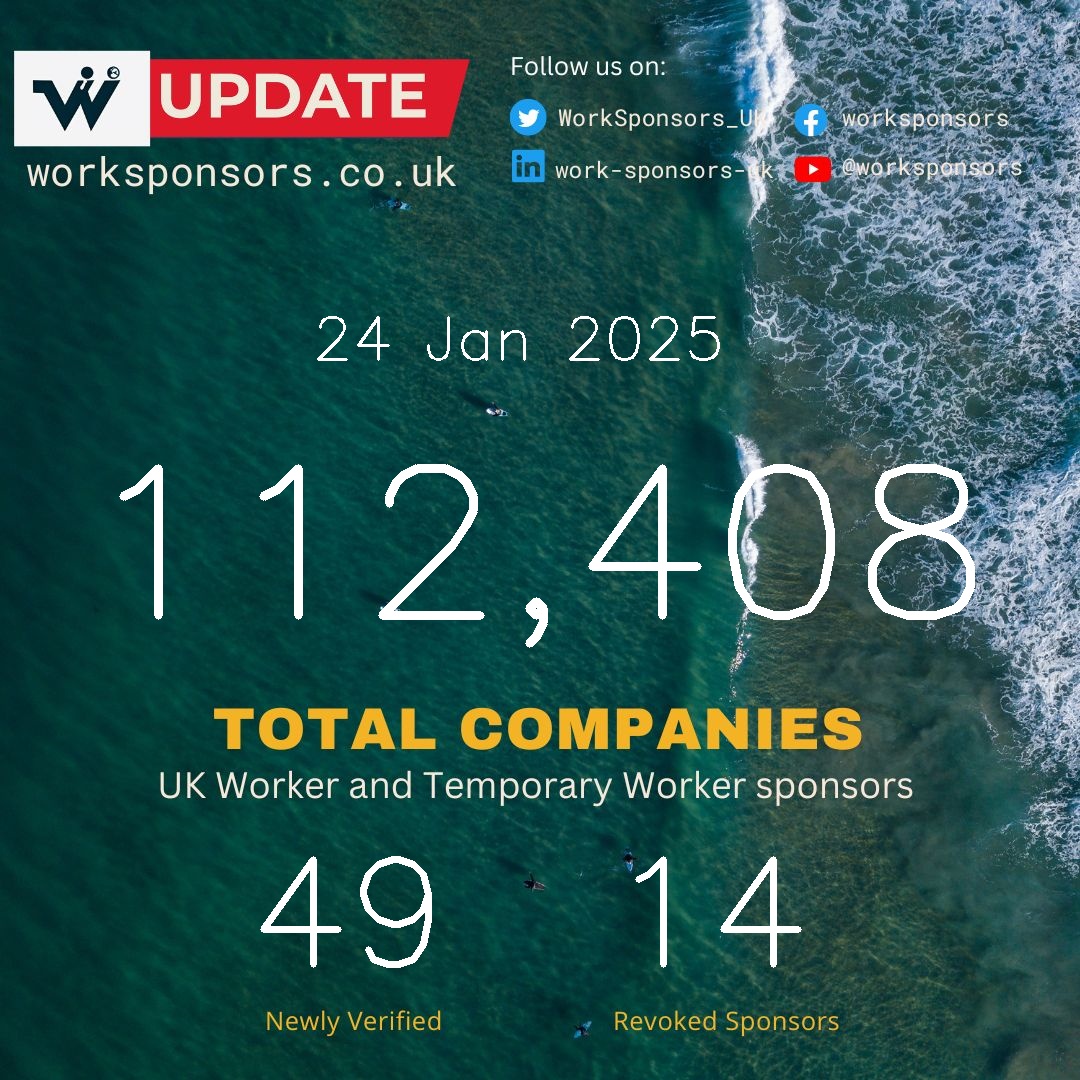 UPDATE
worksponsors.co.uk
Follow us on:
WorkSponsors_UK
worksponsors
work-sponsors-uk
@worksponsors
24 Jan 2025
112,408
TOTAL COMPANIES
UK Worker and Temporary Worker sponsors
49 14
Newly Verified Revoked Sponsors